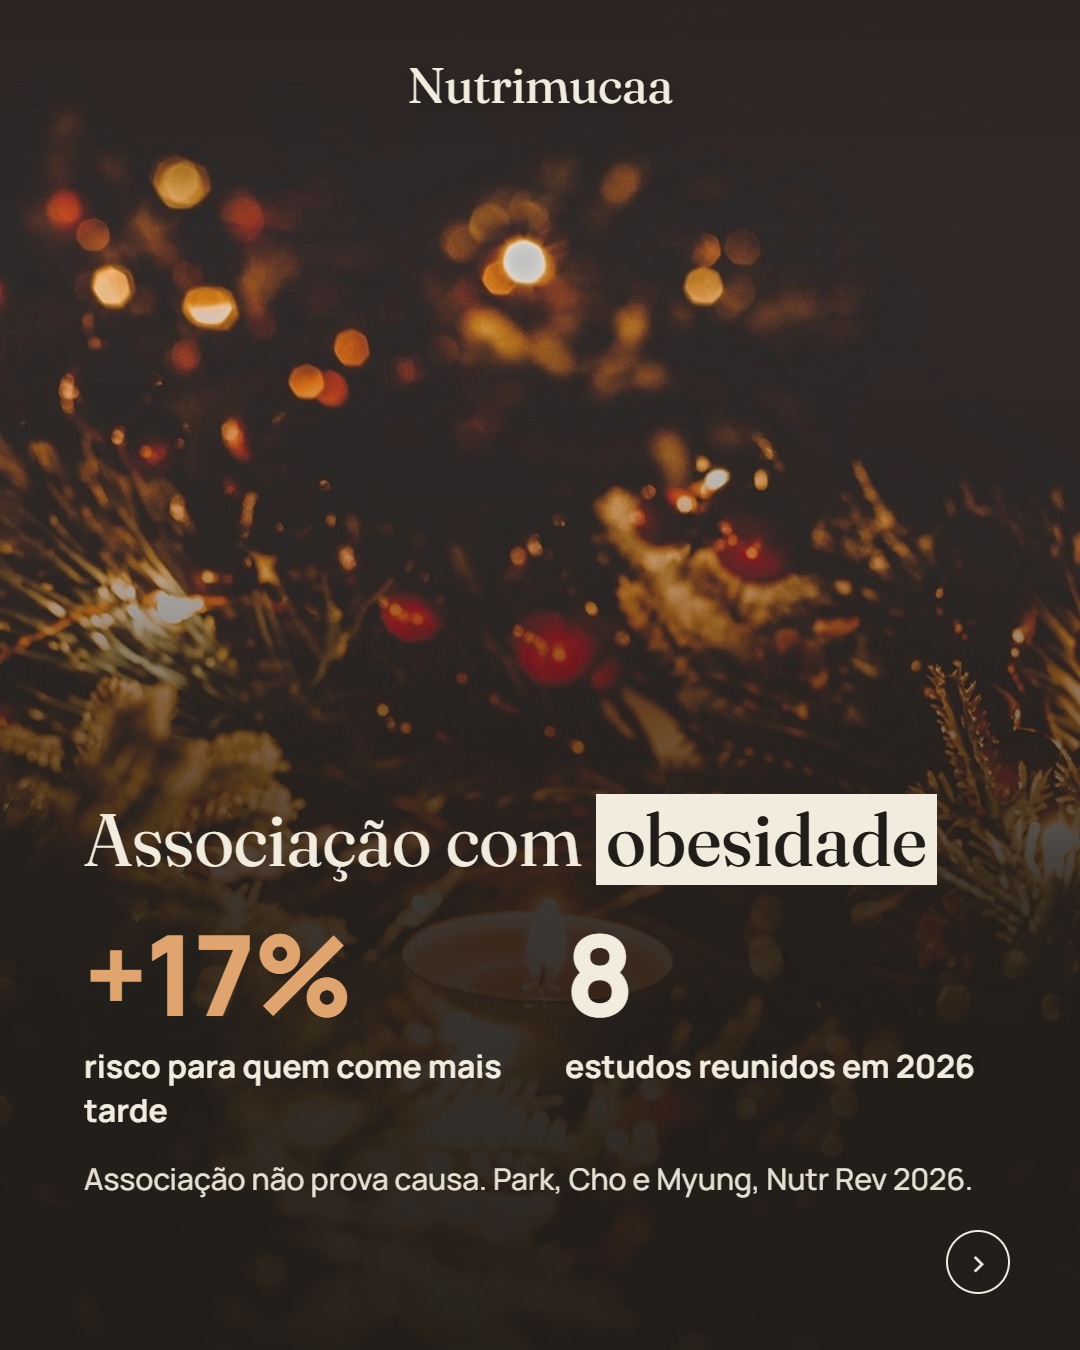 Nutrimucaa
Associação com obesidade
+17%
risco para quem come mais
tarde
8
estudos reunidos em 2026
Associação não prova causa. Park, Cho e Myung, Nutr Rev 2026.